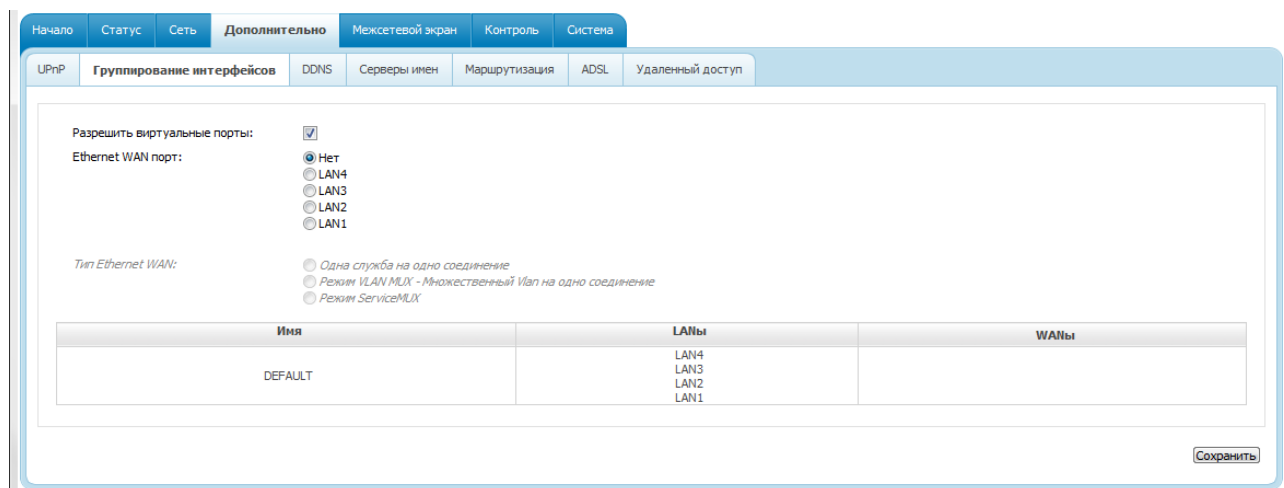 Начало Статус Сеть Дополнительно Межсетевой экран Контроль Система
UPnP Группирование интерфейсов DDNS Серверы имен Маршрутизация ADSL Удаленный доступ
Разрешить виртуальные порты:
Ethernet WAN порт: Нет
LAN4
LAN3
LAN2
LAN1
Тип Ethernet WAN: Одна служба на одно соединение
Режим VLAN MUX - Множественный Vlan на одно соединение
Режим ServiceMUX
Имя LANы WANы
LAN4
LAN3
DEFAULT
LAN2
LAN1
Сохранить